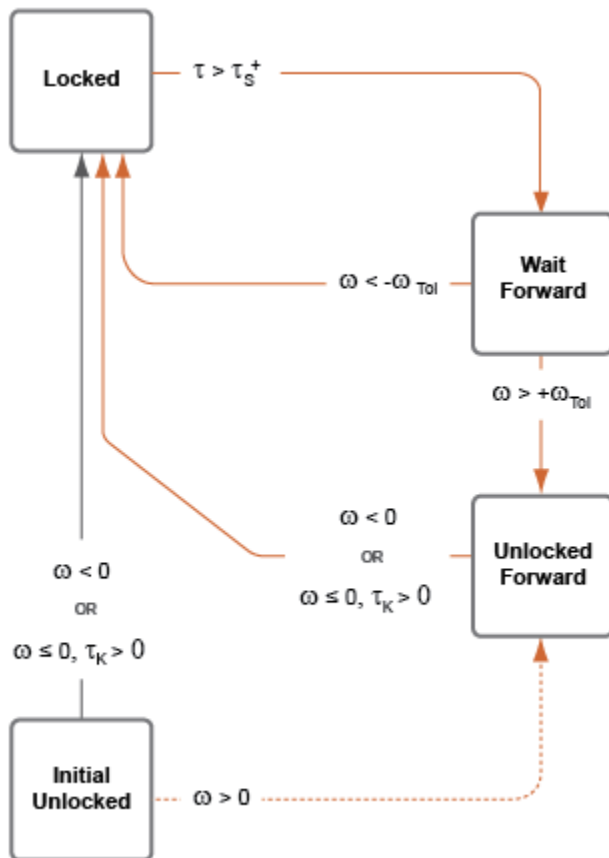 Locked
τ > τS+
Wait
Forward
ω < -ω Tol
ω > +ωTol
ω < 0
OR
ω ≤ 0, τK > 0
Unlocked
Forward
ω < 0
OR
ω ≤ 0, τK > 0
Initial
Unlocked
ω > 0